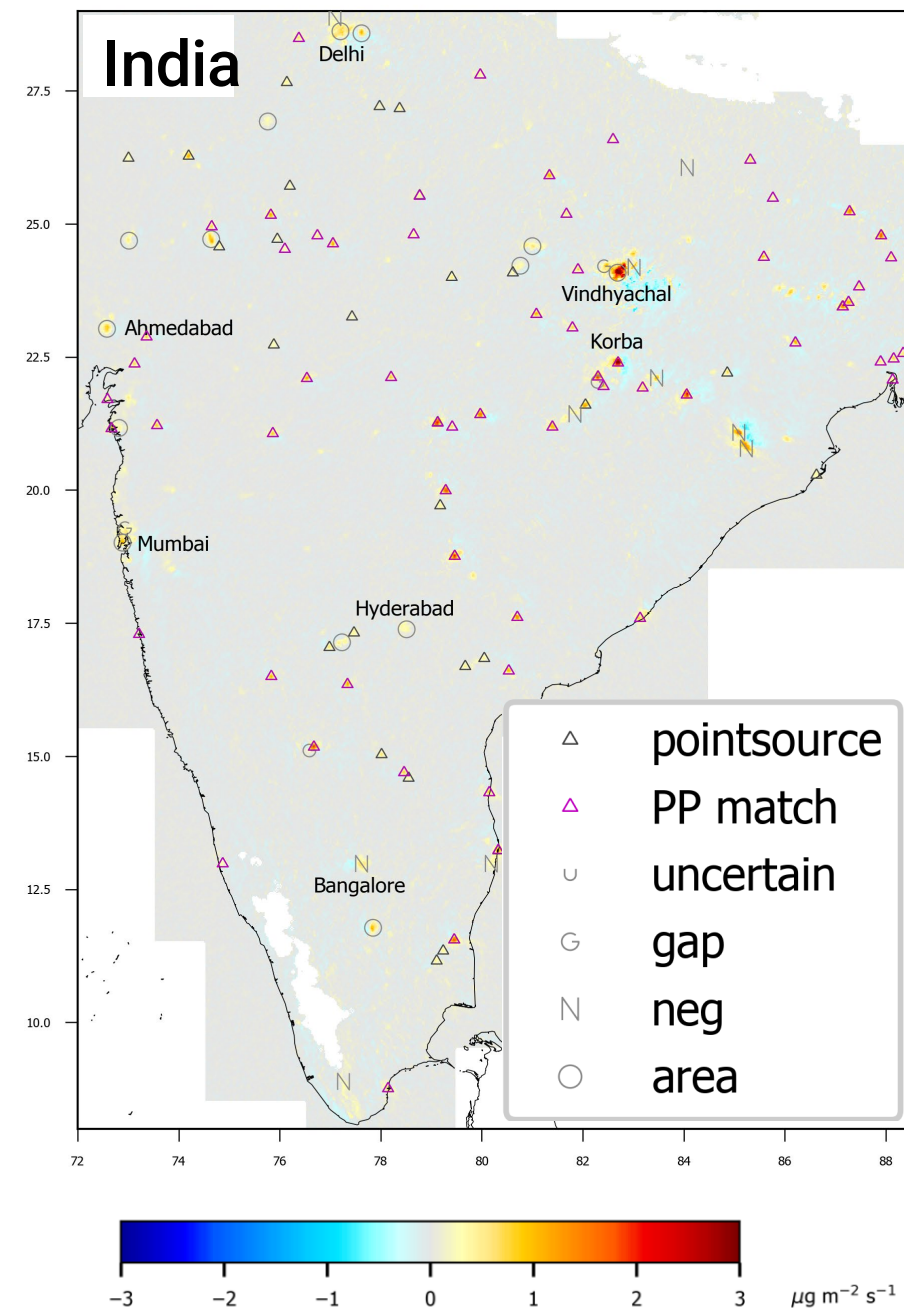 India
Delhi
27.5
25.0
Vindhyachal
Ahmedabad
Korba
22.5
20.0
Mumbai
Hyderabad
17.5
15.0
Bangalore
12.5
10.0
pointsource
PP match
uncertain
gap
neg
area
72 74 76 78 80 82 84 86 88
−3 −2 −1 0 1 2 3 μg m⁻² s⁻¹
N
N
G
N
N
N
N
N
G
N
N
N
U
G
N